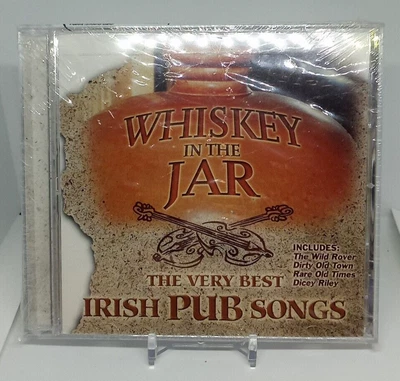 WHISKEY
IN THE
JAR
INCLUDES:
The Wild Rover
Dirty Old Town
Rare Old Times
Dicey Riley
THE VERY BEST
IRISH PUB SONGS